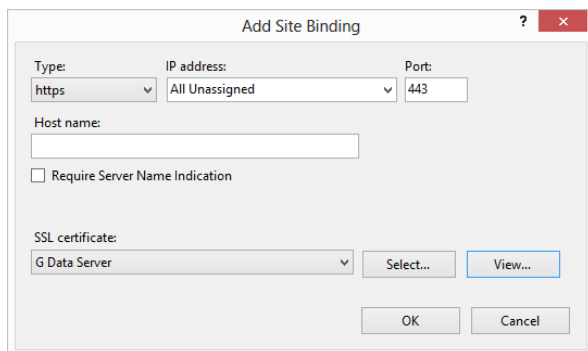 Add Site Binding
?
Type: IP address: Port:
https All Unassigned 443
Host name:
Require Server Name Indication
SSL certificate:
G Data Server Select... View...
OK Cancel